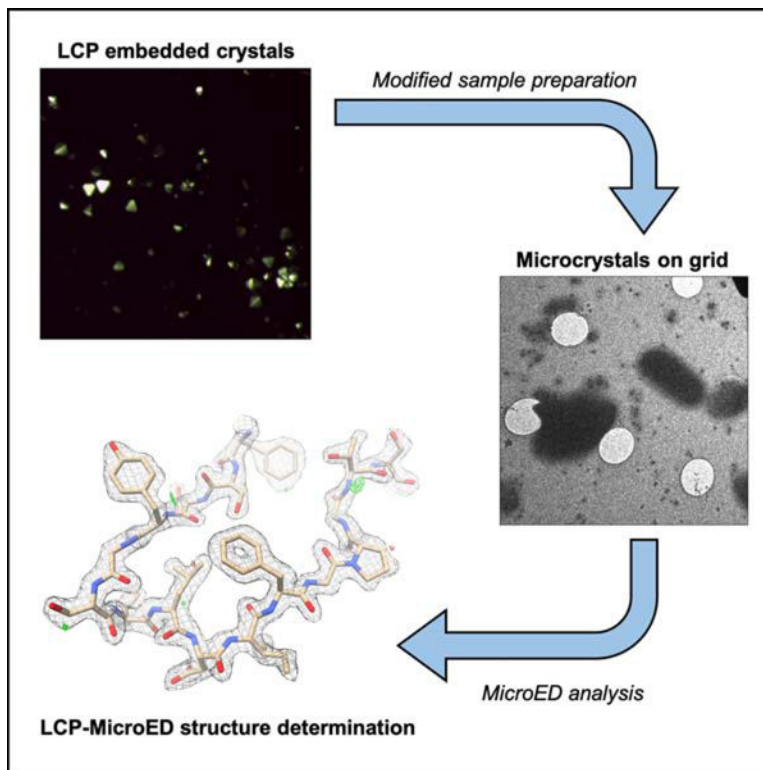 LCP embedded crystals
Modified sample preparation
Microcrystals on grid
MicroED analysis
LCP-MicroED structure determination